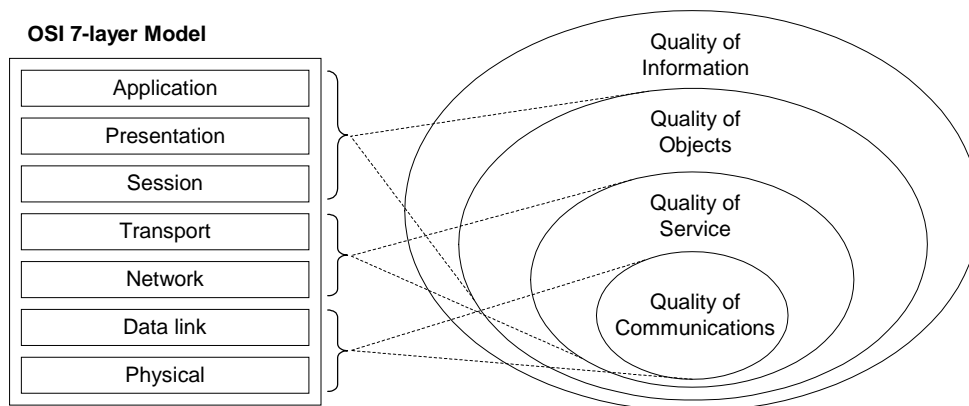 OSI 7-layer Model
Application
Presentation
Session
Transport
Network
Data link
Physical
Quality of
Information
Quality of
Objects
Quality of
Service
Quality of
Communications